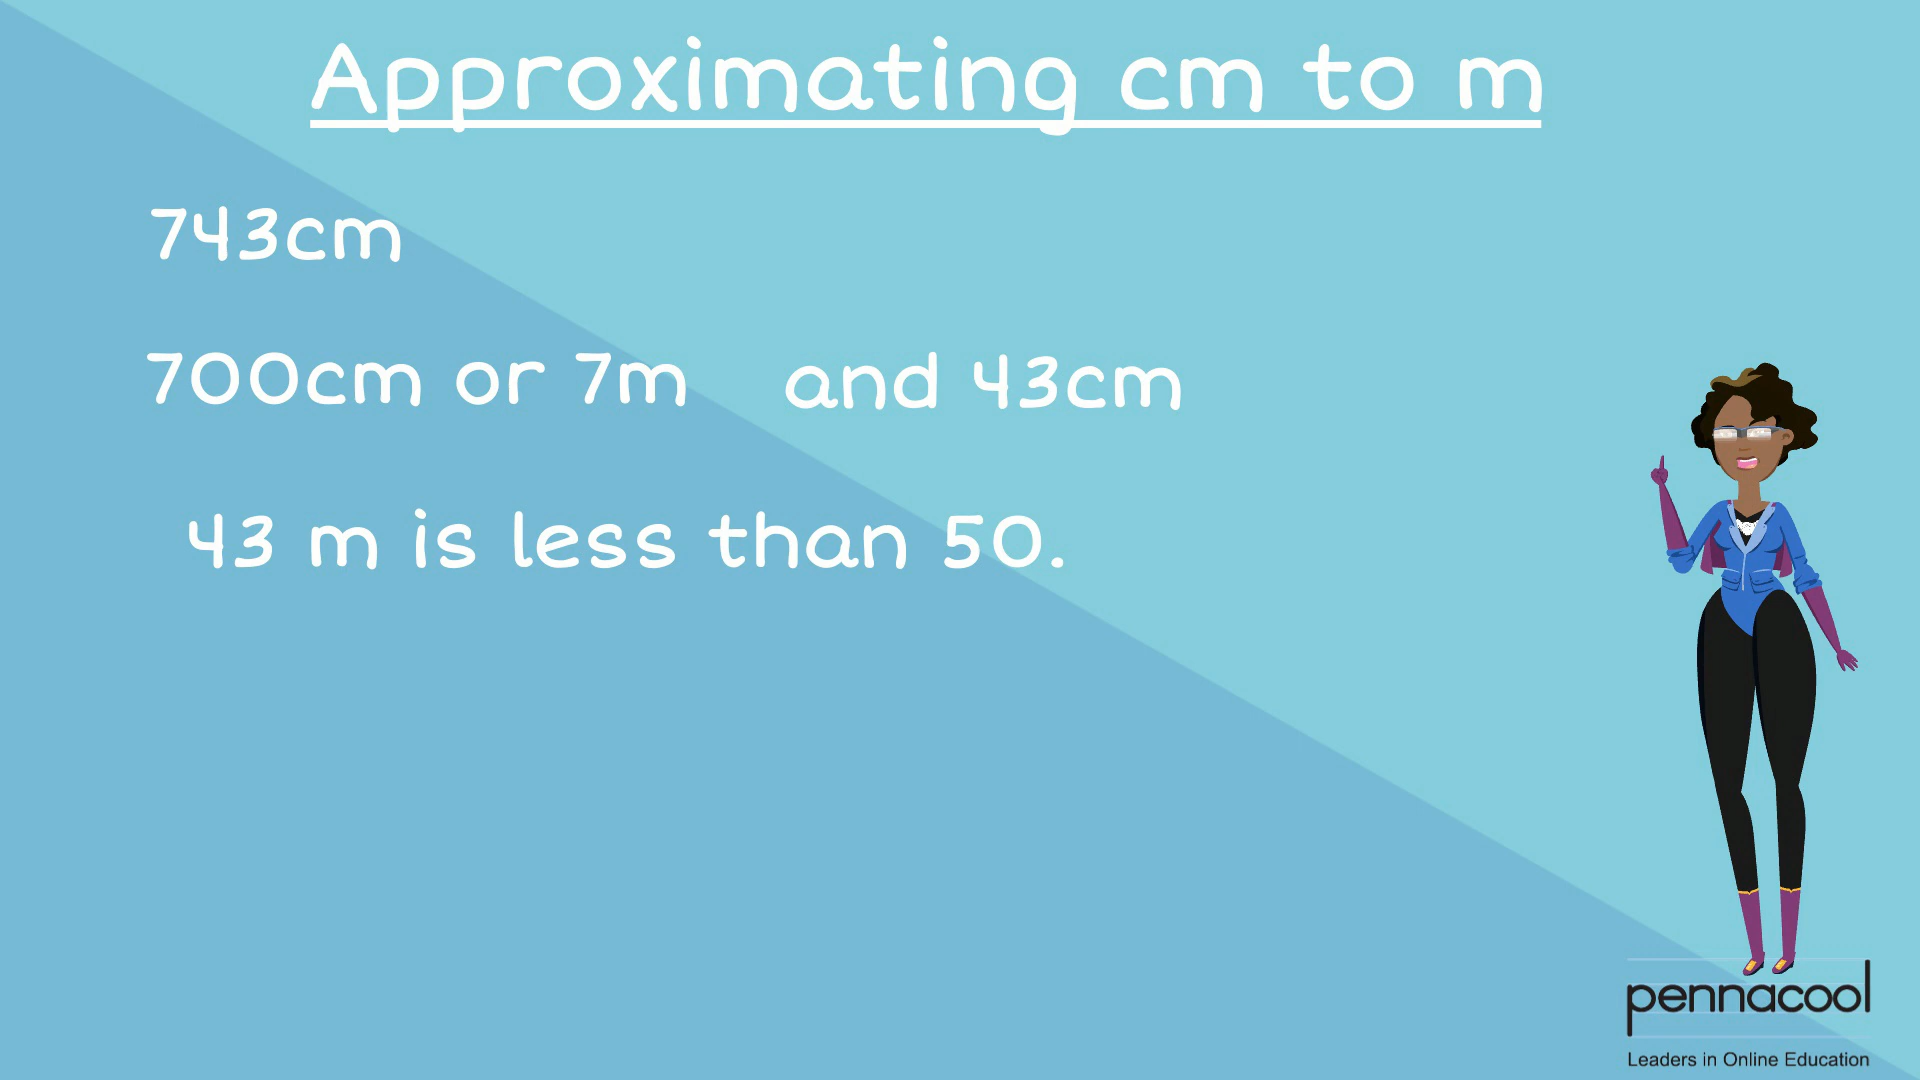 Approximating cm to m
743cm
700cm or 7m and 43cm
43 m is less than 50.
pennacool
Leaders in Online Education